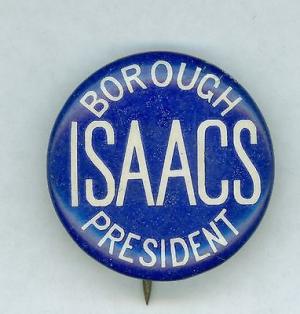 BOROUGH
ISAACS
PRESIDENT